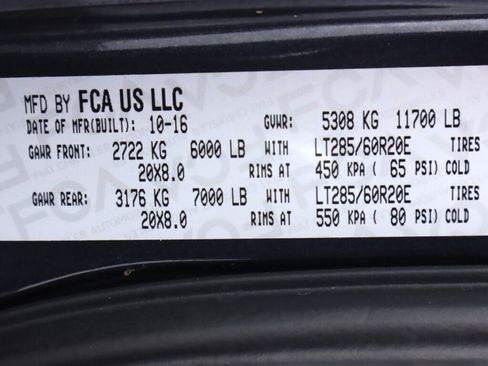 MFD BY FCA US LLC
DATE OF MFR(BUILT): 10-16 GVWR: 5308 KG 11700 LB
GAWR FRONT: 2722 KG 6000 LB WITH LT285/60R20E TIRES
20X8.0 RIMS AT 450 KPA ( 65 PSI) COLD
GAWR REAR: 3176 KG 7000 LB WITH LT285/60R20E TIRES
20X8.0 RIMS AT 550 KPA ( 80 PSI) COLD